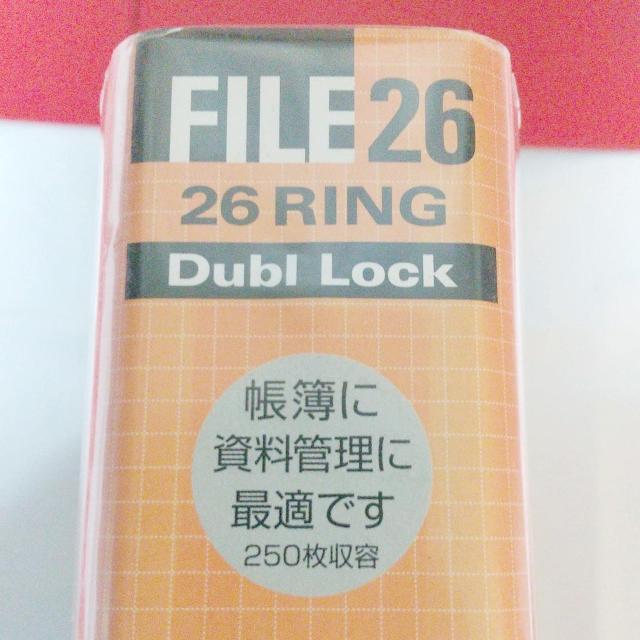 FILE 26
26 RING
Dubl Lock
帳簿に
資料管理に
最適です
250枚収容